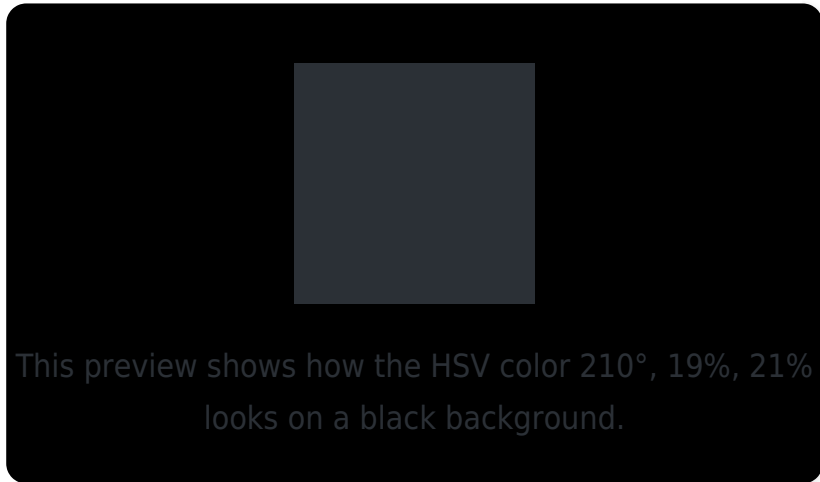 This preview shows how the HSV color 210°, 19%, 21%
looks on a black background.